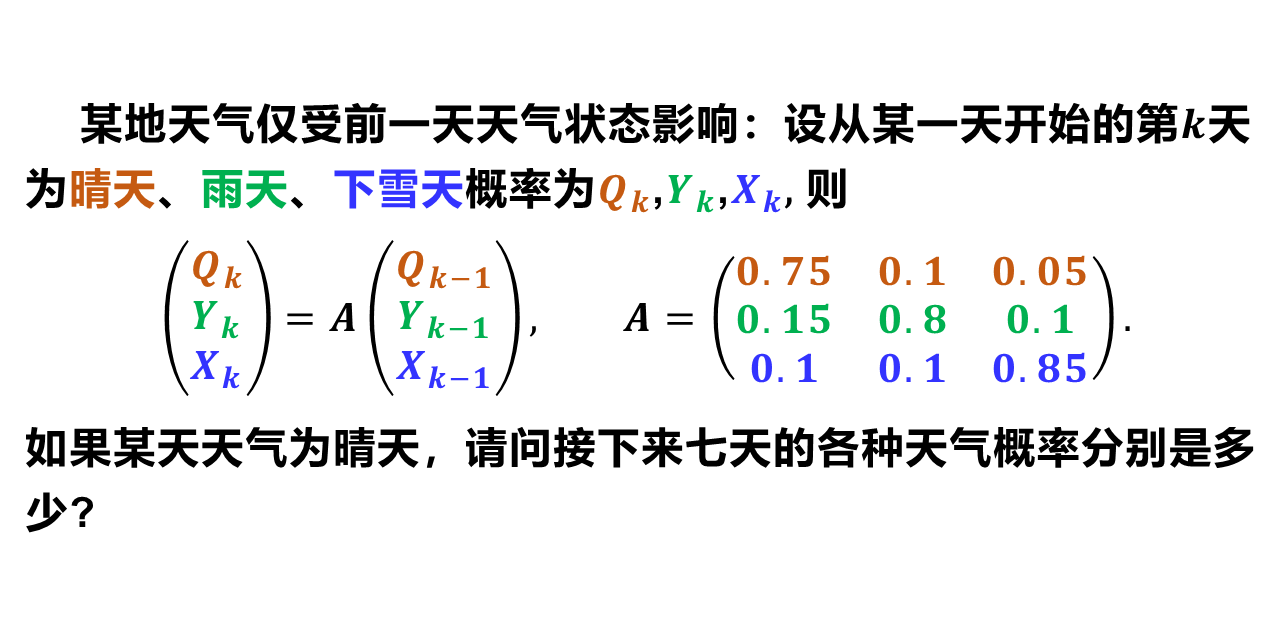 某地天气仅受前一天天气状态影响：设从某一天开始的第k天
为晴天、雨天、下雪天概率为Q_k,Y_k,X_k, 则
(Q_k Y_k X_k) = A (Q_{k-1} Y_{k-1} X_{k-1}), A = (0.75 0.1 0.05
0.15 0.8 0.1
0.1 0.1 0.85).
如果某天天气为晴天，请问接下来七天的各种天气概率分别是多
少？